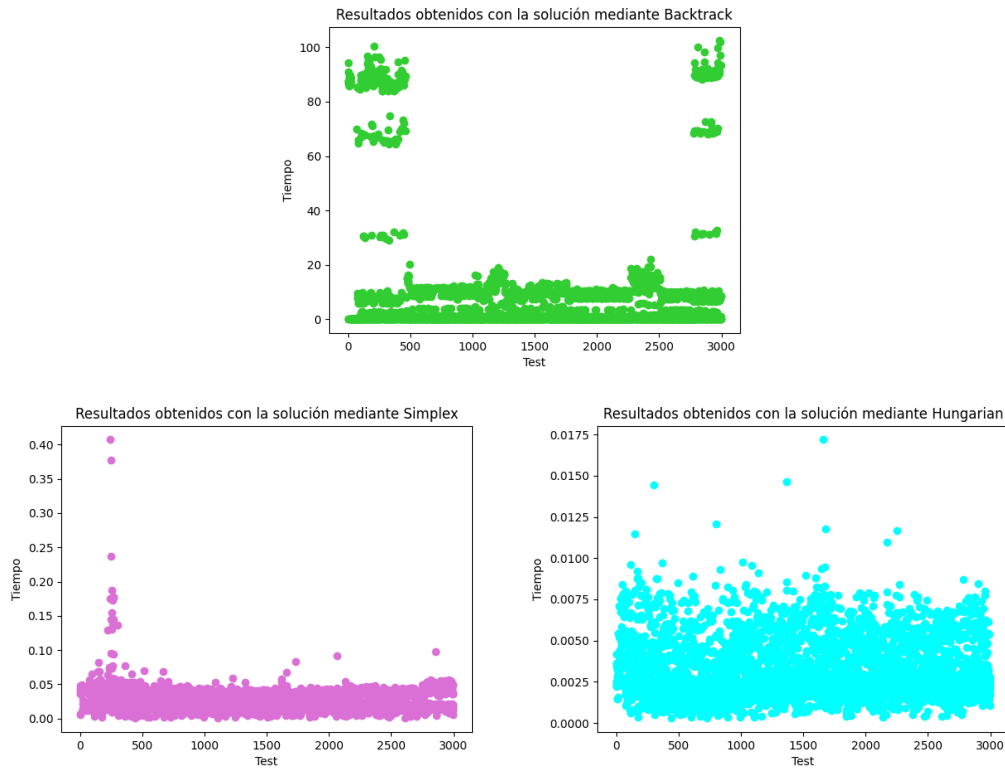 Resultados obtenidos con la solución mediante Backtrack
100
80
60
40
20
0
Tiempo
0 500 1000 1500 2000 2500 3000
Test
Resultados obtenidos con la solución mediante Simplex
0.40
0.35
0.30
0.25
0.20
0.15
0.10
0.05
0.00
Tiempo
0 500 1000 1500 2000 2500 3000
Test
Resultados obtenidos con la solución mediante Hungarian
0.0175
0.0150
0.0125
0.0100
0.0075
0.0050
0.0025
0.0000
Tiempo
0 500 1000 1500 2000 2500 3000
Test